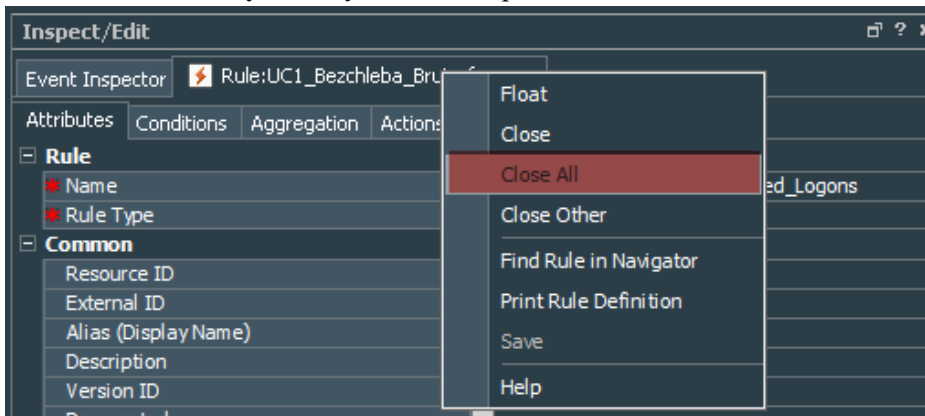 Inspect/Edit
Event Inspector Rule:UC1_Bezchleba_Brutef
Attributes Conditions Aggregation Actions
Rule
Name ed_Logons
Rule Type
Common
Resource ID
External ID
Alias (Display Name)
Description
Version ID
Float
Close
Close All
Close Other
Find Rule in Navigator
Print Rule Definition
Save
Help